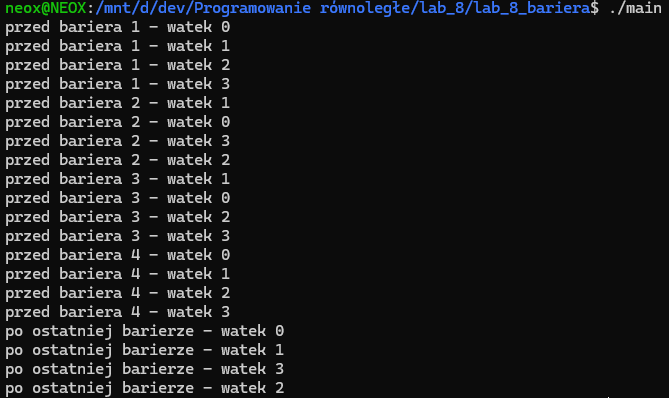 neox@NEOX:/mnt/d/dev/Programowanie równoległe/lab_8/lab_8_bariera$ ./main
przed bariera 1 - watek 0
przed bariera 1 - watek 1
przed bariera 1 - watek 2
przed bariera 1 - watek 3
przed bariera 2 - watek 1
przed bariera 2 - watek 0
przed bariera 2 - watek 3
przed bariera 2 - watek 2
przed bariera 3 - watek 1
przed bariera 3 - watek 0
przed bariera 3 - watek 2
przed bariera 3 - watek 3
przed bariera 4 - watek 0
przed bariera 4 - watek 1
przed bariera 4 - watek 2
przed bariera 4 - watek 3
po ostatniej barierze - watek 0
po ostatniej barierze - watek 1
po ostatniej barierze - watek 3
po ostatniej barierze - watek 2